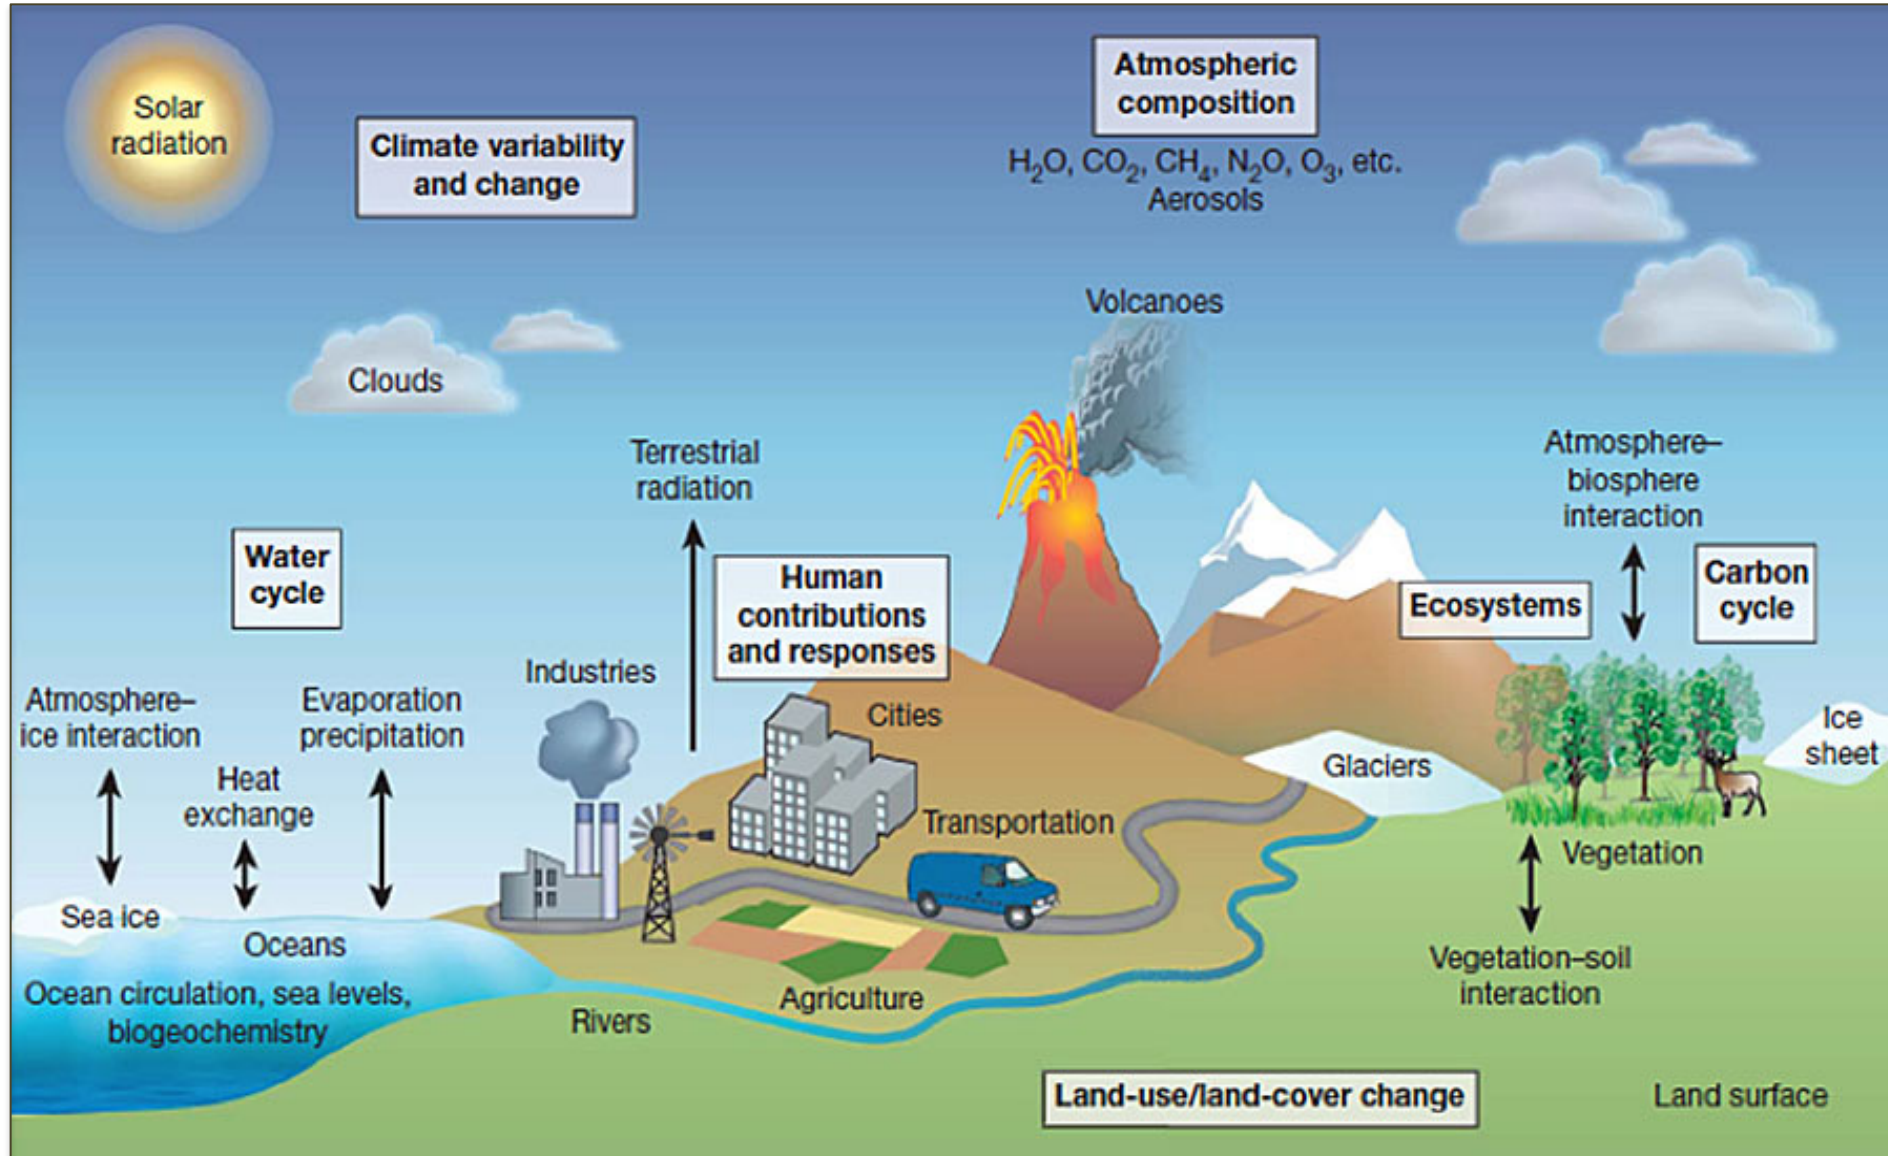 Solar
radiation
Climate variability
and change
Atmospheric
composition
H₂O, CO₂, CH₄, N₂O, O₃, etc.
Aerosols
Volcanoes
Clouds
Terrestrial
radiation
Atmosphere–
biosphere
interaction
Water
cycle
Human
contributions
and responses
Ecosystems
Carbon
cycle
Industries
Atmosphere–
ice interaction
Evaporation
precipitation
Heat
exchange
Cities
Transportation
Glaciers
Ice
sheet
Vegetation
Sea ice
Oceans
Ocean circulation, sea levels,
biogeochemistry
Rivers
Agriculture
Vegetation–soil
interaction
Land-use/land-cover change
Land surface